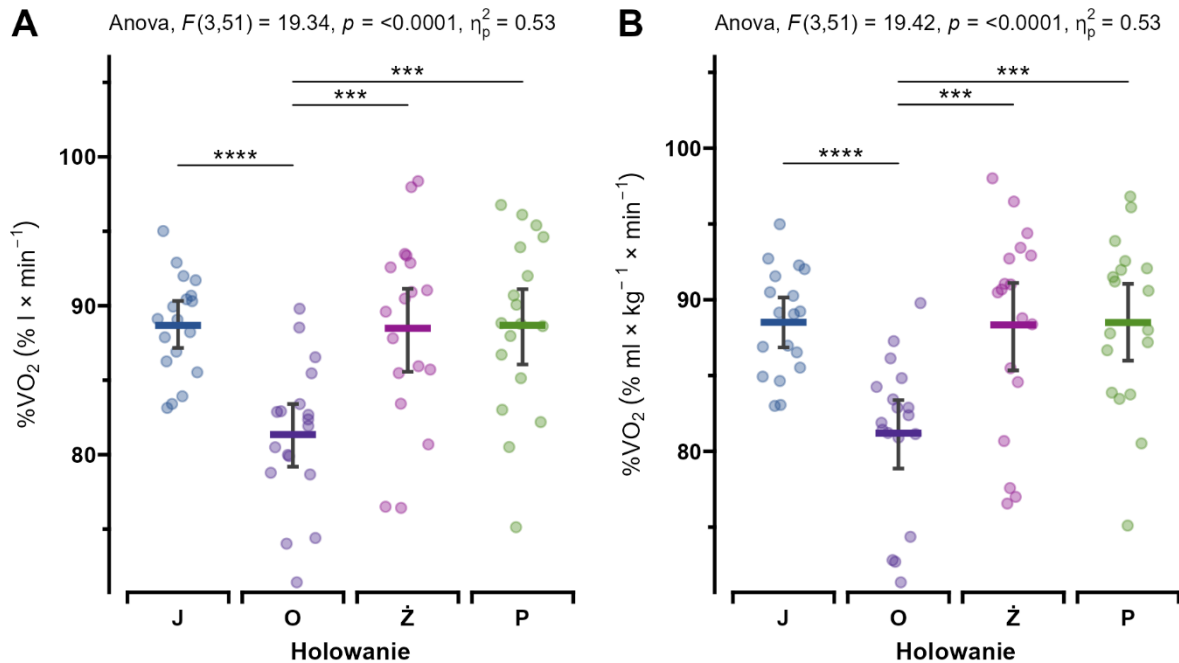 A
Anova, F(3,51) = 19.34, p = <0.0001, η²ₚ = 0.53
%VO₂ (% l × min⁻¹)
100
90
80
****
***
***
J O Ż P
Holowanie
B
Anova, F(3,51) = 19.42, p = <0.0001, η²ₚ = 0.53
%VO₂ (% ml × kg⁻¹ × min⁻¹)
100
90
80
****
***
***
J O Ż P
Holowanie